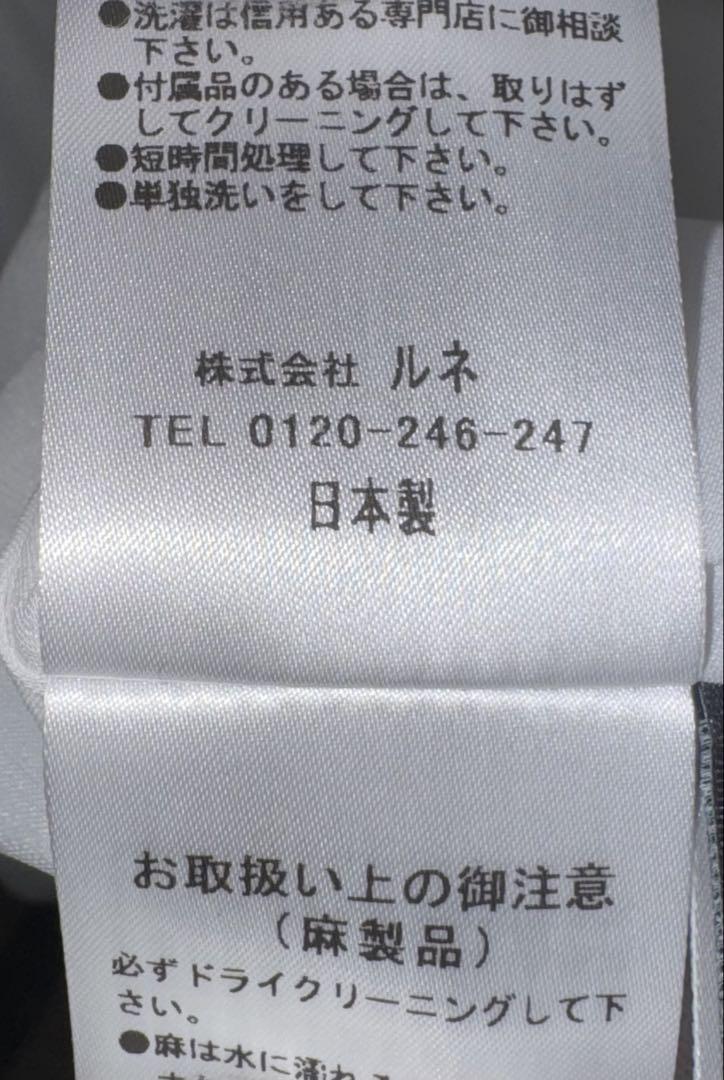 ●洗濯は信用ある専門店に御相談
下さい。
●付属品のある場合は、取りはず
してクリーニングして下さい。
●短時間処理して下さい。
●単独洗いをして下さい。
株式会社 ルネ
TEL 0120-246-247
日本製
お取扱い上の御注意
(麻製品)
必ずドライクリーニングして下
さい。
●麻は水に濡れ